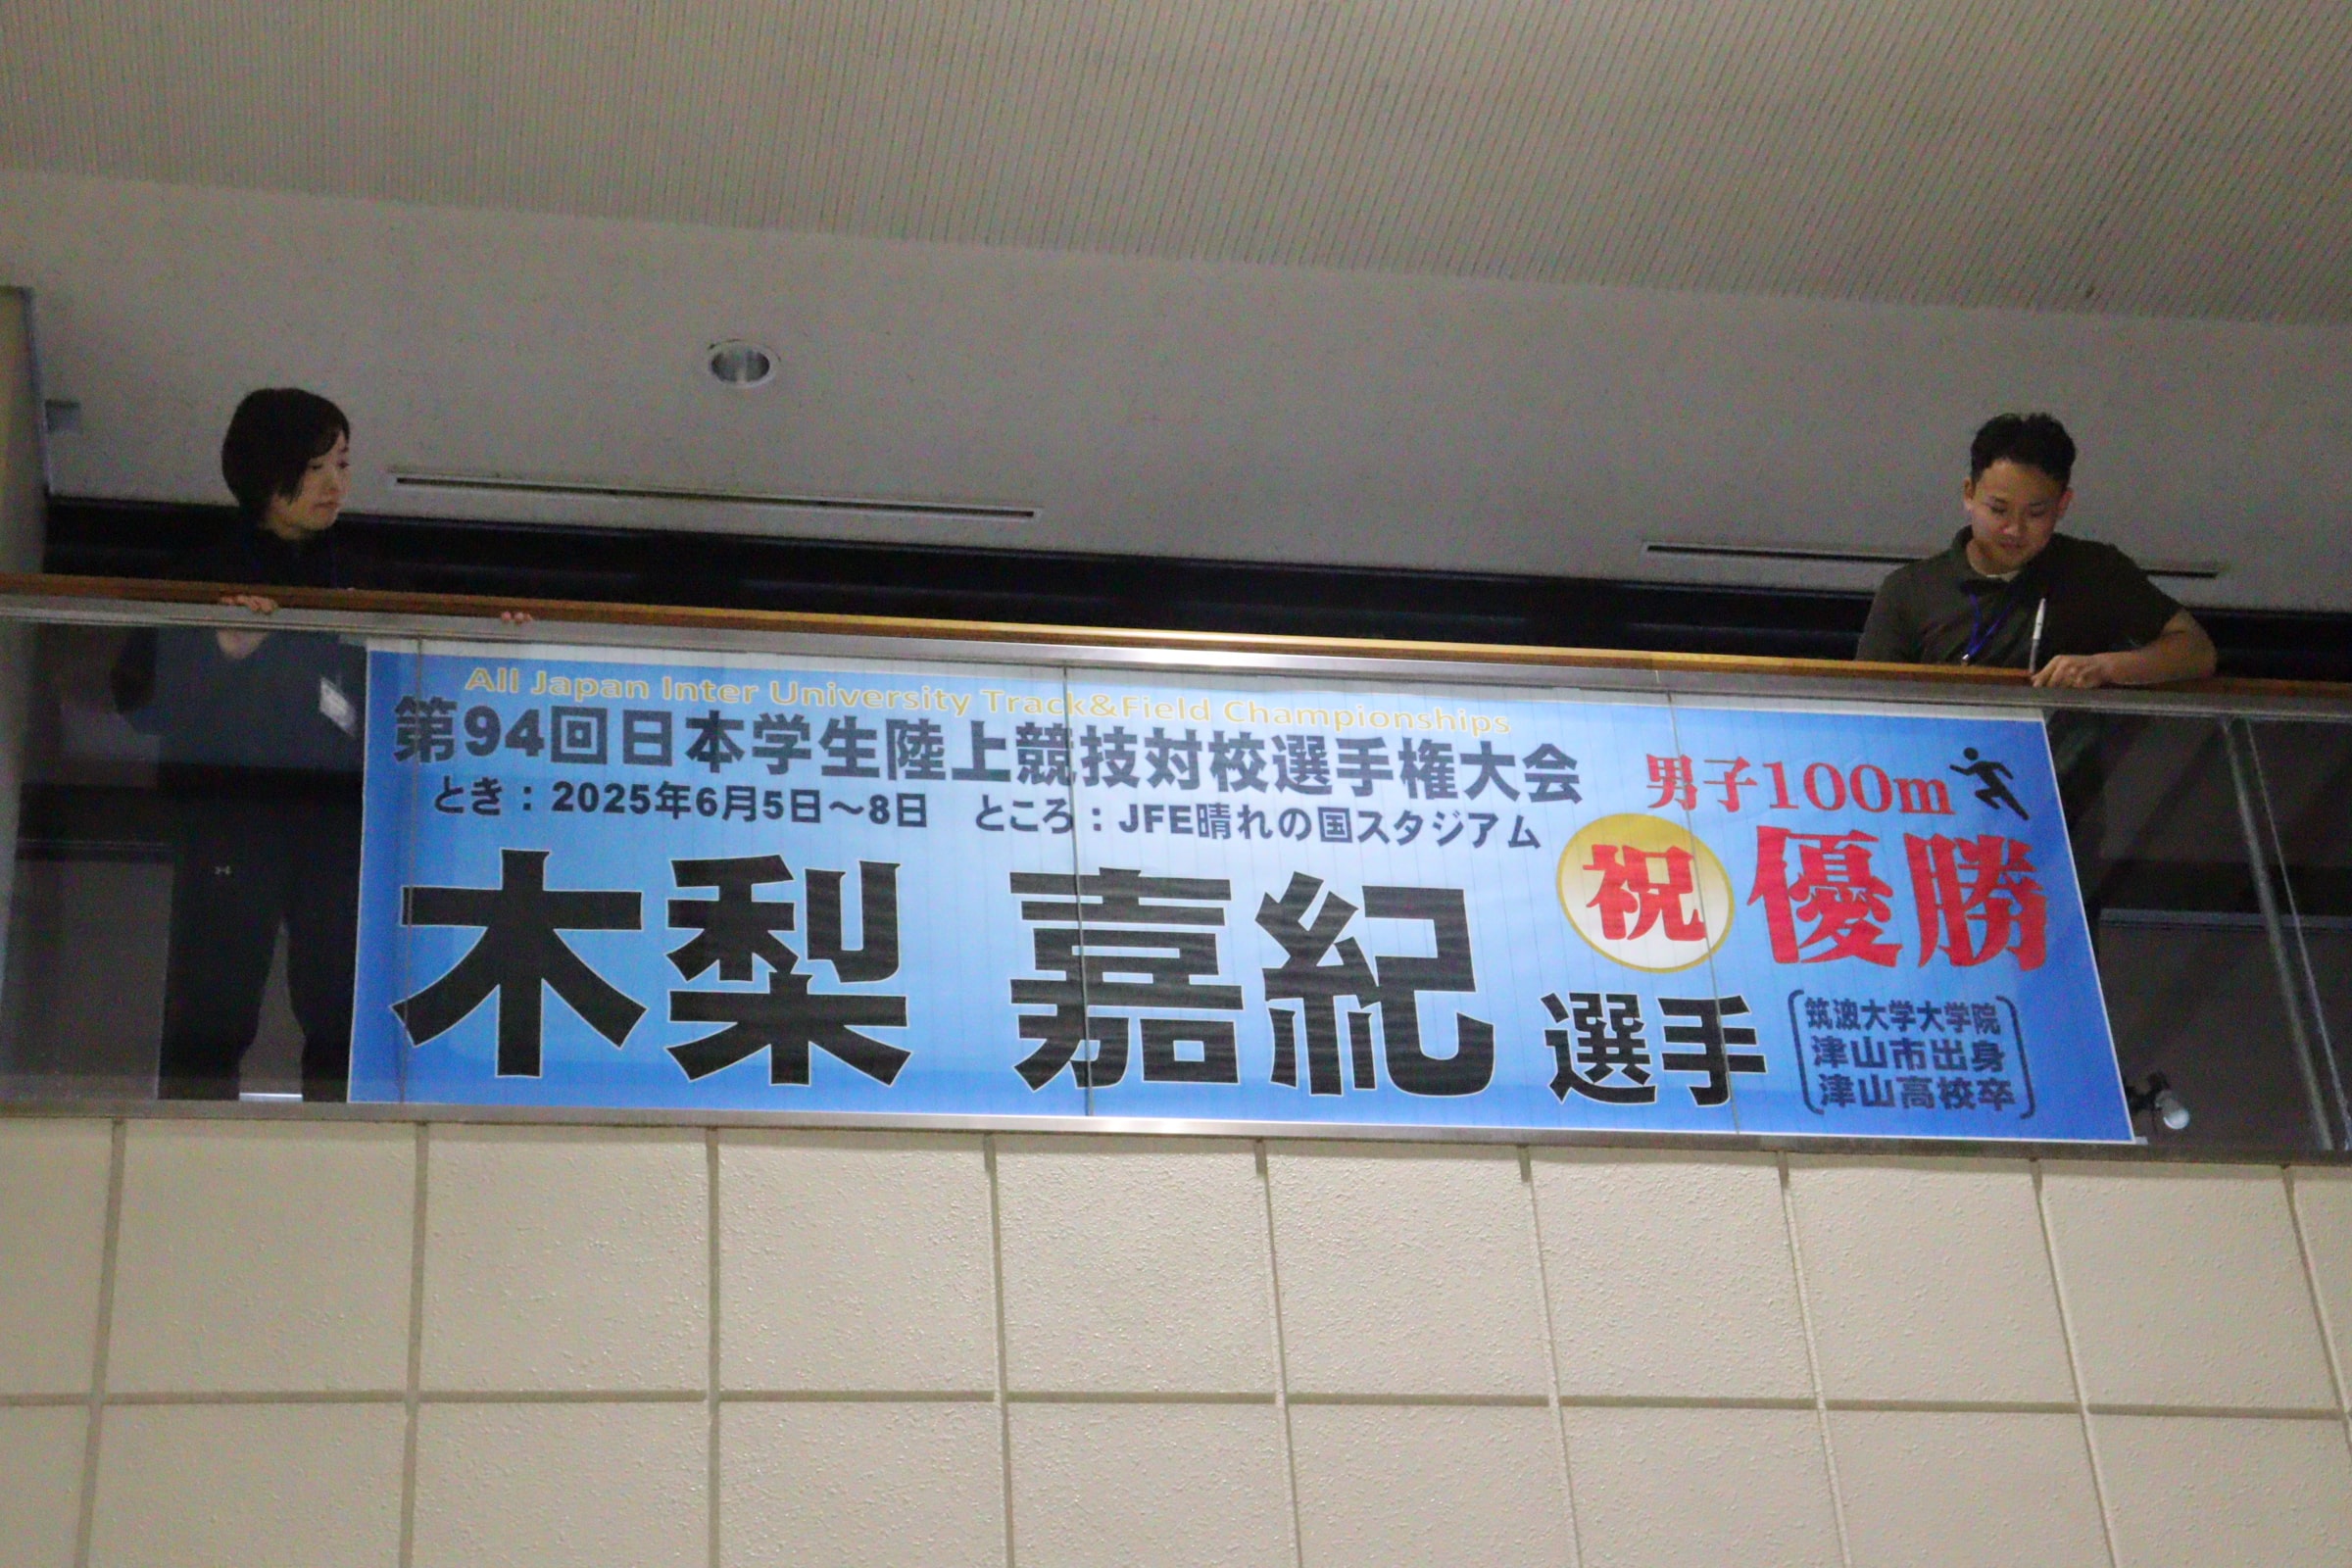 All Japan Inter University Track&Field Championships
第94回日本学生陸上競技対校選手権大会
とき：2025年6月5日～8日　ところ：JFE晴れの国スタジアム
男子100m
祝 優勝
木梨 嘉紀 選手
筑波大学大学院
津山市出身
津山高校卒